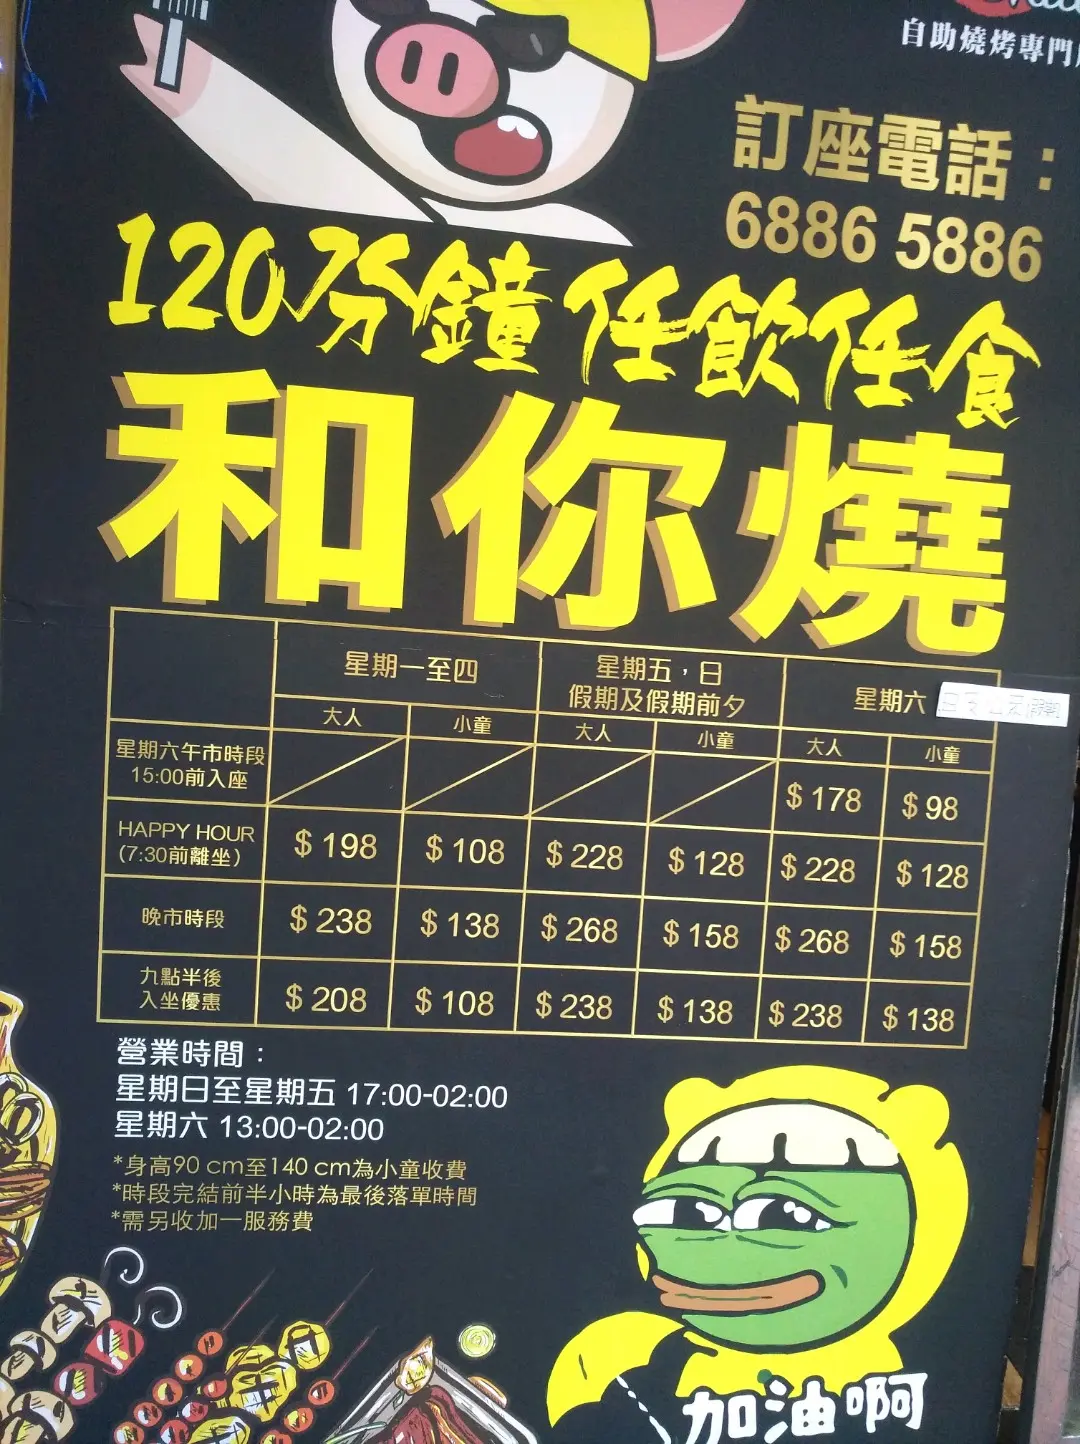 自助燒烤專門
訂座電話：
6886 5886
120分鐘任飲任食
和你燒
星期一至四
星期五，日
假期及假期前夕
星期六
大人 小童 大人 小童 大人 小童
星期六午市時段
15:00前入座
$ 178 $ 98
HAPPY HOUR
(7:30前離坐)
$ 198 $ 108 $ 228 $ 128 $ 228 $ 128
晚市時段
$ 238 $ 138 $ 268 $ 158 $ 268 $ 158
九點半後
入坐優惠
$ 208 $ 108 $ 238 $ 138 $ 238 $ 138
營業時間：
星期日至星期五 17:00-02:00
星期六 13:00-02:00
*身高90 cm至140 cm為小童收費
*時段完結前半小時為最後落單時間
*需另收加一服務費
加油啊